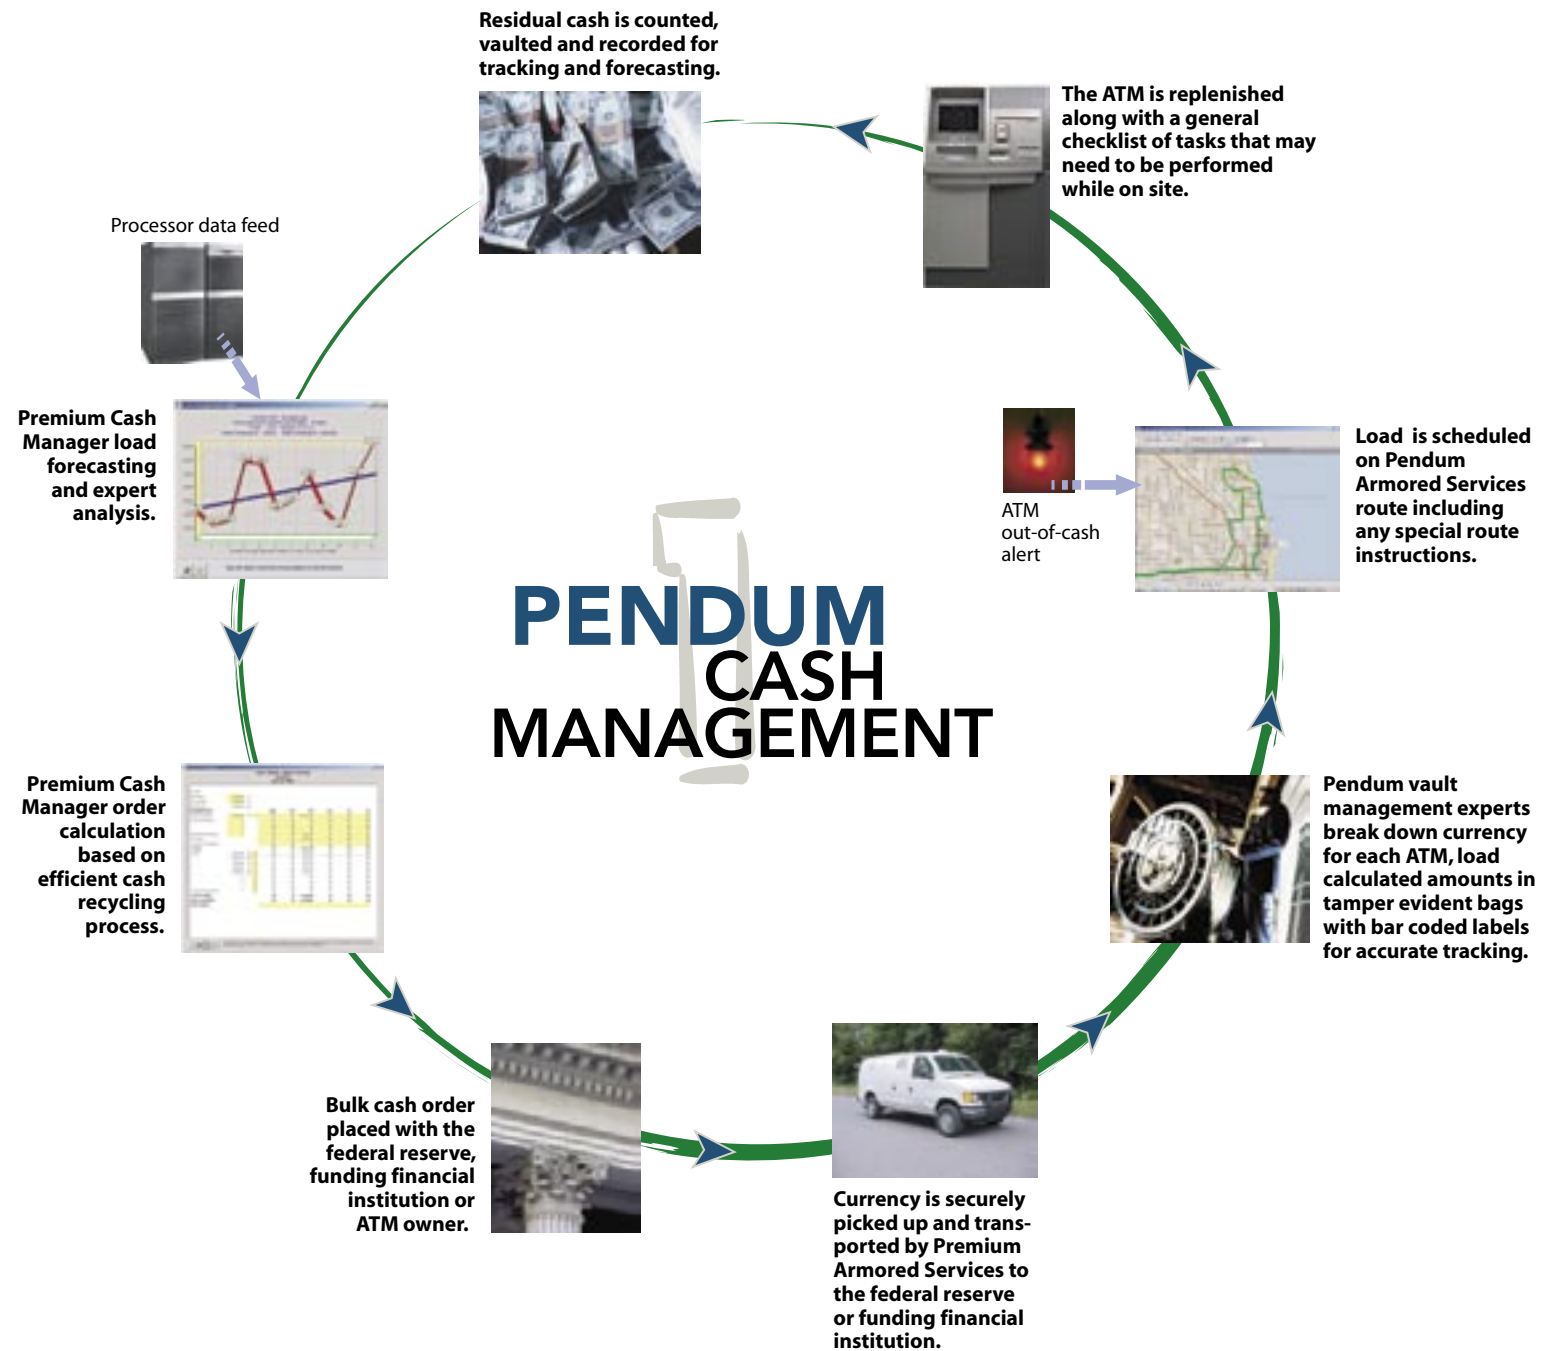 Residual cash is counted,
vaulted and recorded for
tracking and forecasting.
The ATM is replenished
along with a general
checklist of tasks that may
need to be performed
while on site.
Processor data feed
Premium Cash
Manager load
forecasting
and expert
analysis.
ATM
out-of-cash
alert
Load is scheduled
on Pendum
Armored Services
route including
any special route
instructions.
PENDUM
CASH
MANAGEMENT
Premium Cash
Manager order
calculation
based on
efficient cash
recycling
process.
Pendum vault
management experts
break down currency
for each ATM, load
calculated amounts in
tamper evident bags
with bar coded labels
for accurate tracking.
Bulk cash order
placed with the
federal reserve,
funding financial
institution or
ATM owner.
Currency is securely
picked up and trans-
ported by Premium
Armored Services to
the federal reserve
or funding financial
institution.